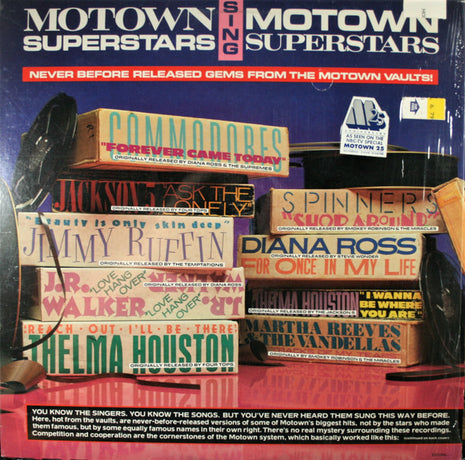 MOTOWN SUPERSTARS
SING
MOTOWN SUPERSTARS
NEVER BEFORE RELEASED GEMS FROM THE MOTOWN VAULTS!
25
AS SEEN ON THE
NBC-TV SPECIAL
MOTOWN 25
COMMODORES
"FOREVER CAME TODAY"
ORIGINALLY RELEASED BY DIANA ROSS & THE SUPREMES
JACKSON
"ASK THE LONELY"
ORIGINALLY RELEASED BY FOUR TOPS
"Beauty is Only skin deep"
JIMMY RUFFIN
ORIGINALLY RELEASED BY THE TEMPTATIONS
JR. WALKER
"LOVE HANGOVER"
LOVE HANGOVER
ORIGINALLY RELEASED BY DIANA ROSS
REACH OUT I'LL BE THERE
THELMA HOUSTON
ORIGINALLY RELEASED BY FOUR TOPS
SPINNERS
"SHOP AROUND"
ORIGINALLY RELEASED BY SMOKEY ROBINSON & THE MIRACLES
DIANA ROSS
ORIGINALLY RELEASED BY STEVIE WONDER
FOR ONCE IN MY LIFE
THELMA HOUSTON
"I WANNA BE WHERE YOU ARE"
MARTHA REEVES
& THE VANDELLAS
ORIGINALLY RELEASED BY SMOKEY ROBINSON & THE MIRACLES
YOU KNOW THE SINGERS. YOU KNOW THE SONGS. BUT YOU'VE NEVER HEARD THEM SUNG THIS WAY BEFORE.
Here, hot from the vaults, are never-before-released versions of some of Motown's biggest hits, not by the stars who made
them famous, but by some equally famous names in their own right. There's no real mystery surrounding these recordings.
Competition and cooperation are the cornerstones of the Motown system, which basically worked like this: (continued on back cover)